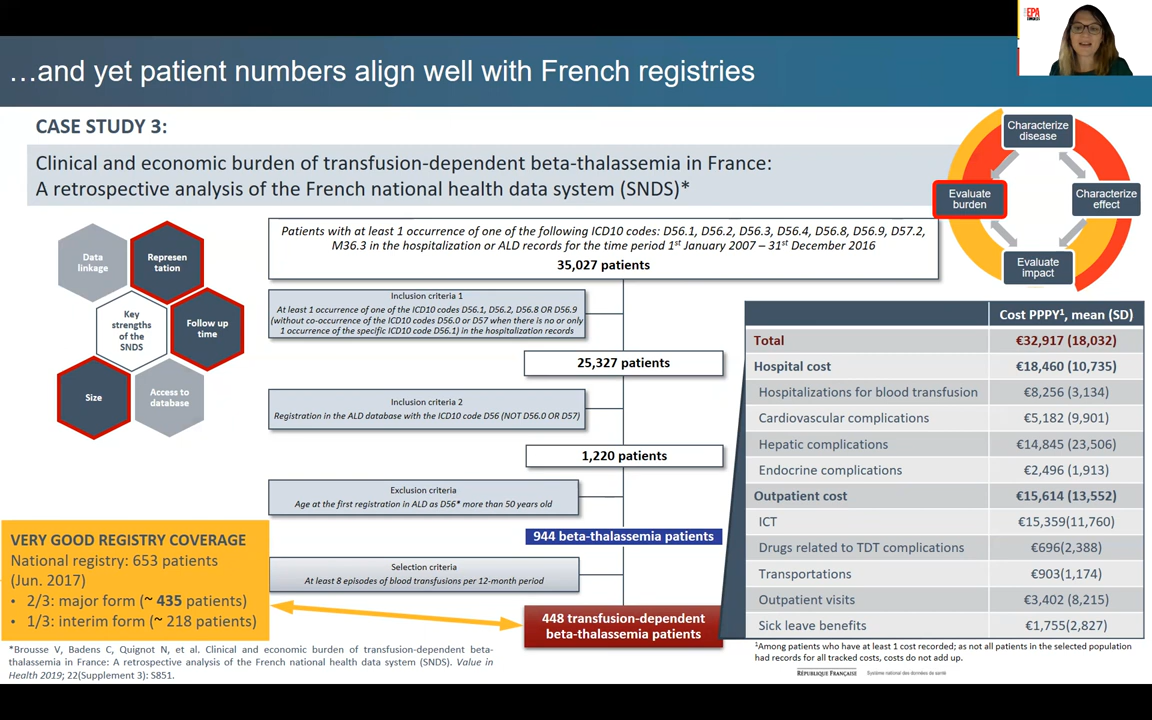 EPA
…and yet patient numbers align well with French registries
CASE STUDY 3:
Clinical and economic burden of transfusion-dependent beta-thalassemia in France:
A retrospective analysis of the French national health data system (SNDS)*
Characterize
disease
Evaluate
burden
Characterize
effect
Evaluate
impact
Data
linkage
Represen
tation
Key
strengths
of the
SNDS
Follow up
time
Size
Access to
database
Patients with at least 1 occurrence of one of the following ICD10 codes: D56.1, D56.2, D56.3, D56.4, D56.8, D56.9, D57.2,
M36.3 in the hospitalization or ALD records for the time period 1st January 2007 – 31st December 2016
35,027 patients
Inclusion criteria 1
At least 1 occurrence of one of the ICD10 codes D56.1, D56.2, D56.8 OR D56.9
(without co-occurrence of the ICD10 codes D56.0 or D57 when there is no or only
1 occurrence of the specific ICD10 code D56.1) in the hospitalization records
25,327 patients
Inclusion criteria 2
Registration in the ALD database with the ICD10 code D56 (NOT D56.0 OR D57)
1,220 patients
Exclusion criteria
Age at the first registration in ALD as D56* more than 50 years old
944 beta-thalassemia patients
Selection criteria
At least 8 episodes of blood transfusions per 12-month period
448 transfusion-dependent
beta-thalassemia patients
VERY GOOD REGISTRY COVERAGE
National registry: 653 patients
(Jun. 2017)
• 2/3: major form (~ 435 patients)
• 1/3: interim form (~ 218 patients)
Cost PPPY¹, mean (SD)
Total €32,917 (18,032)
Hospital cost €18,460 (10,735)
Hospitalizations for blood transfusion €8,256 (3,134)
Cardiovascular complications €5,182 (9,901)
Hepatic complications €14,845 (23,506)
Endocrine complications €2,496 (1,913)
Outpatient cost €15,614 (13,552)
ICT €15,359(11,760)
Drugs related to TDT complications €696(2,388)
Transportations €903(1,174)
Outpatient visits €3,402 (8,215)
Sick leave benefits €1,755(2,827)
¹Among patients who have at least 1 cost recorded; as not all patients in the selected population
had records for all tracked costs, costs do not add up.
*Brousse V, Badens C, Quignot N, et al. Clinical and economic burden of transfusion-dependent beta-
thalassemia in France: A retrospective analysis of the French national health data system (SNDS). Value in
Health 2019; 22(Supplement 3): S851.
RÉPUBLIQUE FRANÇAISE Système national des données de santé